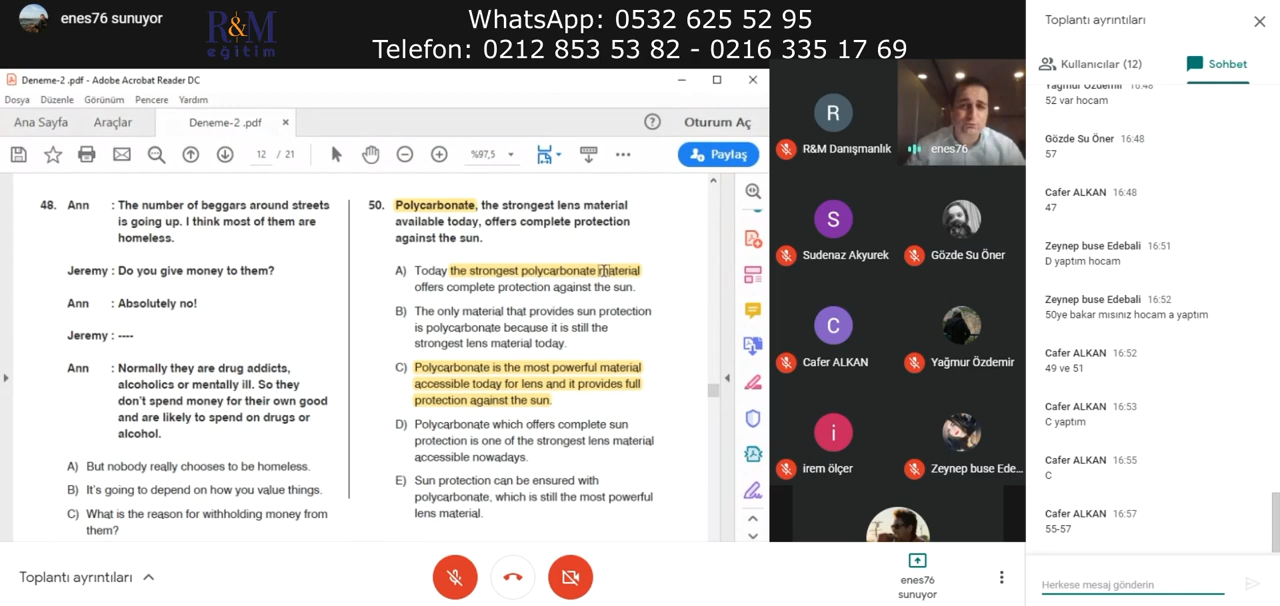 enes76 sunuyor
R&M
eğitim
WhatsApp: 0532 625 52 95
Telefon: 0212 853 53 82 - 0216 335 17 69
Deneme-2 .pdf - Adobe Acrobat Reader DC
Dosya Düzenle Görünüm Pencere Yardım
Ana Sayfa Araçlar Deneme-2 .pdf × Oturum Aç
12 / 21 %97,5 Paylaş
48. Ann : The number of beggars around streets
is going up. I think most of them are
homeless.
Jeremy : Do you give money to them?
Ann : Absolutely no!
Jeremy : ----
Ann : Normally they are drug addicts,
alcoholics or mentally ill. So they
don't spend money for their own good
and are likely to spend on drugs or
alcohol.
A) But nobody really chooses to be homeless.
B) It's going to depend on how you value things.
C) What is the reason for withholding money from
them?
50. Polycarbonate, the strongest lens material
available today, offers complete protection
against the sun.
A) Today the strongest polycarbonate material
offers complete protection against the sun.
B) The only material that provides sun protection
is polycarbonate because it is still the
strongest lens material today.
C) Polycarbonate is the most powerful material
accessible today for lens and it provides full
protection against the sun.
D) Polycarbonate which offers complete sun
protection is one of the strongest lens material
accessible nowadays.
E) Sun protection can be ensured with
polycarbonate, which is still the most powerful
lens material.
R
R&M Danışmanlık
enes76
S
Sudenaz Akyurek
Gözde Su Öner
C
Cafer ALKAN
Yağmur Özdemir
i
irem ölçer
Zeynep buse Ede...
Toplantı ayrıntıları
enes76
sunuyor
Toplantı ayrıntıları
Kullanıcılar (12) Sohbet
Yağmur Özdemir 16:48
52 var hocam
Gözde Su Öner 16:48
57
Cafer ALKAN 16:48
47
Zeynep buse Edebali 16:51
D yaptım hocam
Zeynep buse Edebali 16:52
50ye bakar mısınız hocam a yaptım
Cafer ALKAN 16:52
49 ve 51
Cafer ALKAN 16:53
C yaptım
Cafer ALKAN 16:55
C
Cafer ALKAN 16:57
55-57
Herkese mesaj gönderin